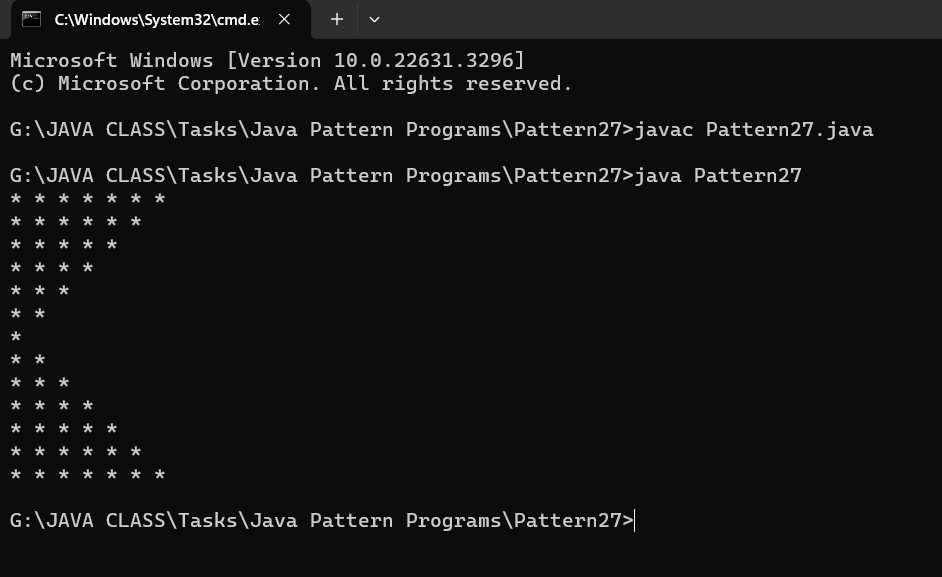 C:\Windows\System32\cmd.e
Microsoft Windows [Version 10.0.22631.3296]
(c) Microsoft Corporation. All rights reserved.
G:\JAVA CLASS\Tasks\Java Pattern Programs\Pattern27>javac Pattern27.java
G:\JAVA CLASS\Tasks\Java Pattern Programs\Pattern27>java Pattern27
* * * * * * *
* * * * * *
* * * * *
* * * *
* * *
* *
*
* *
* * *
* * * *
* * * * *
* * * * * *
* * * * * * *
G:\JAVA CLASS\Tasks\Java Pattern Programs\Pattern27>